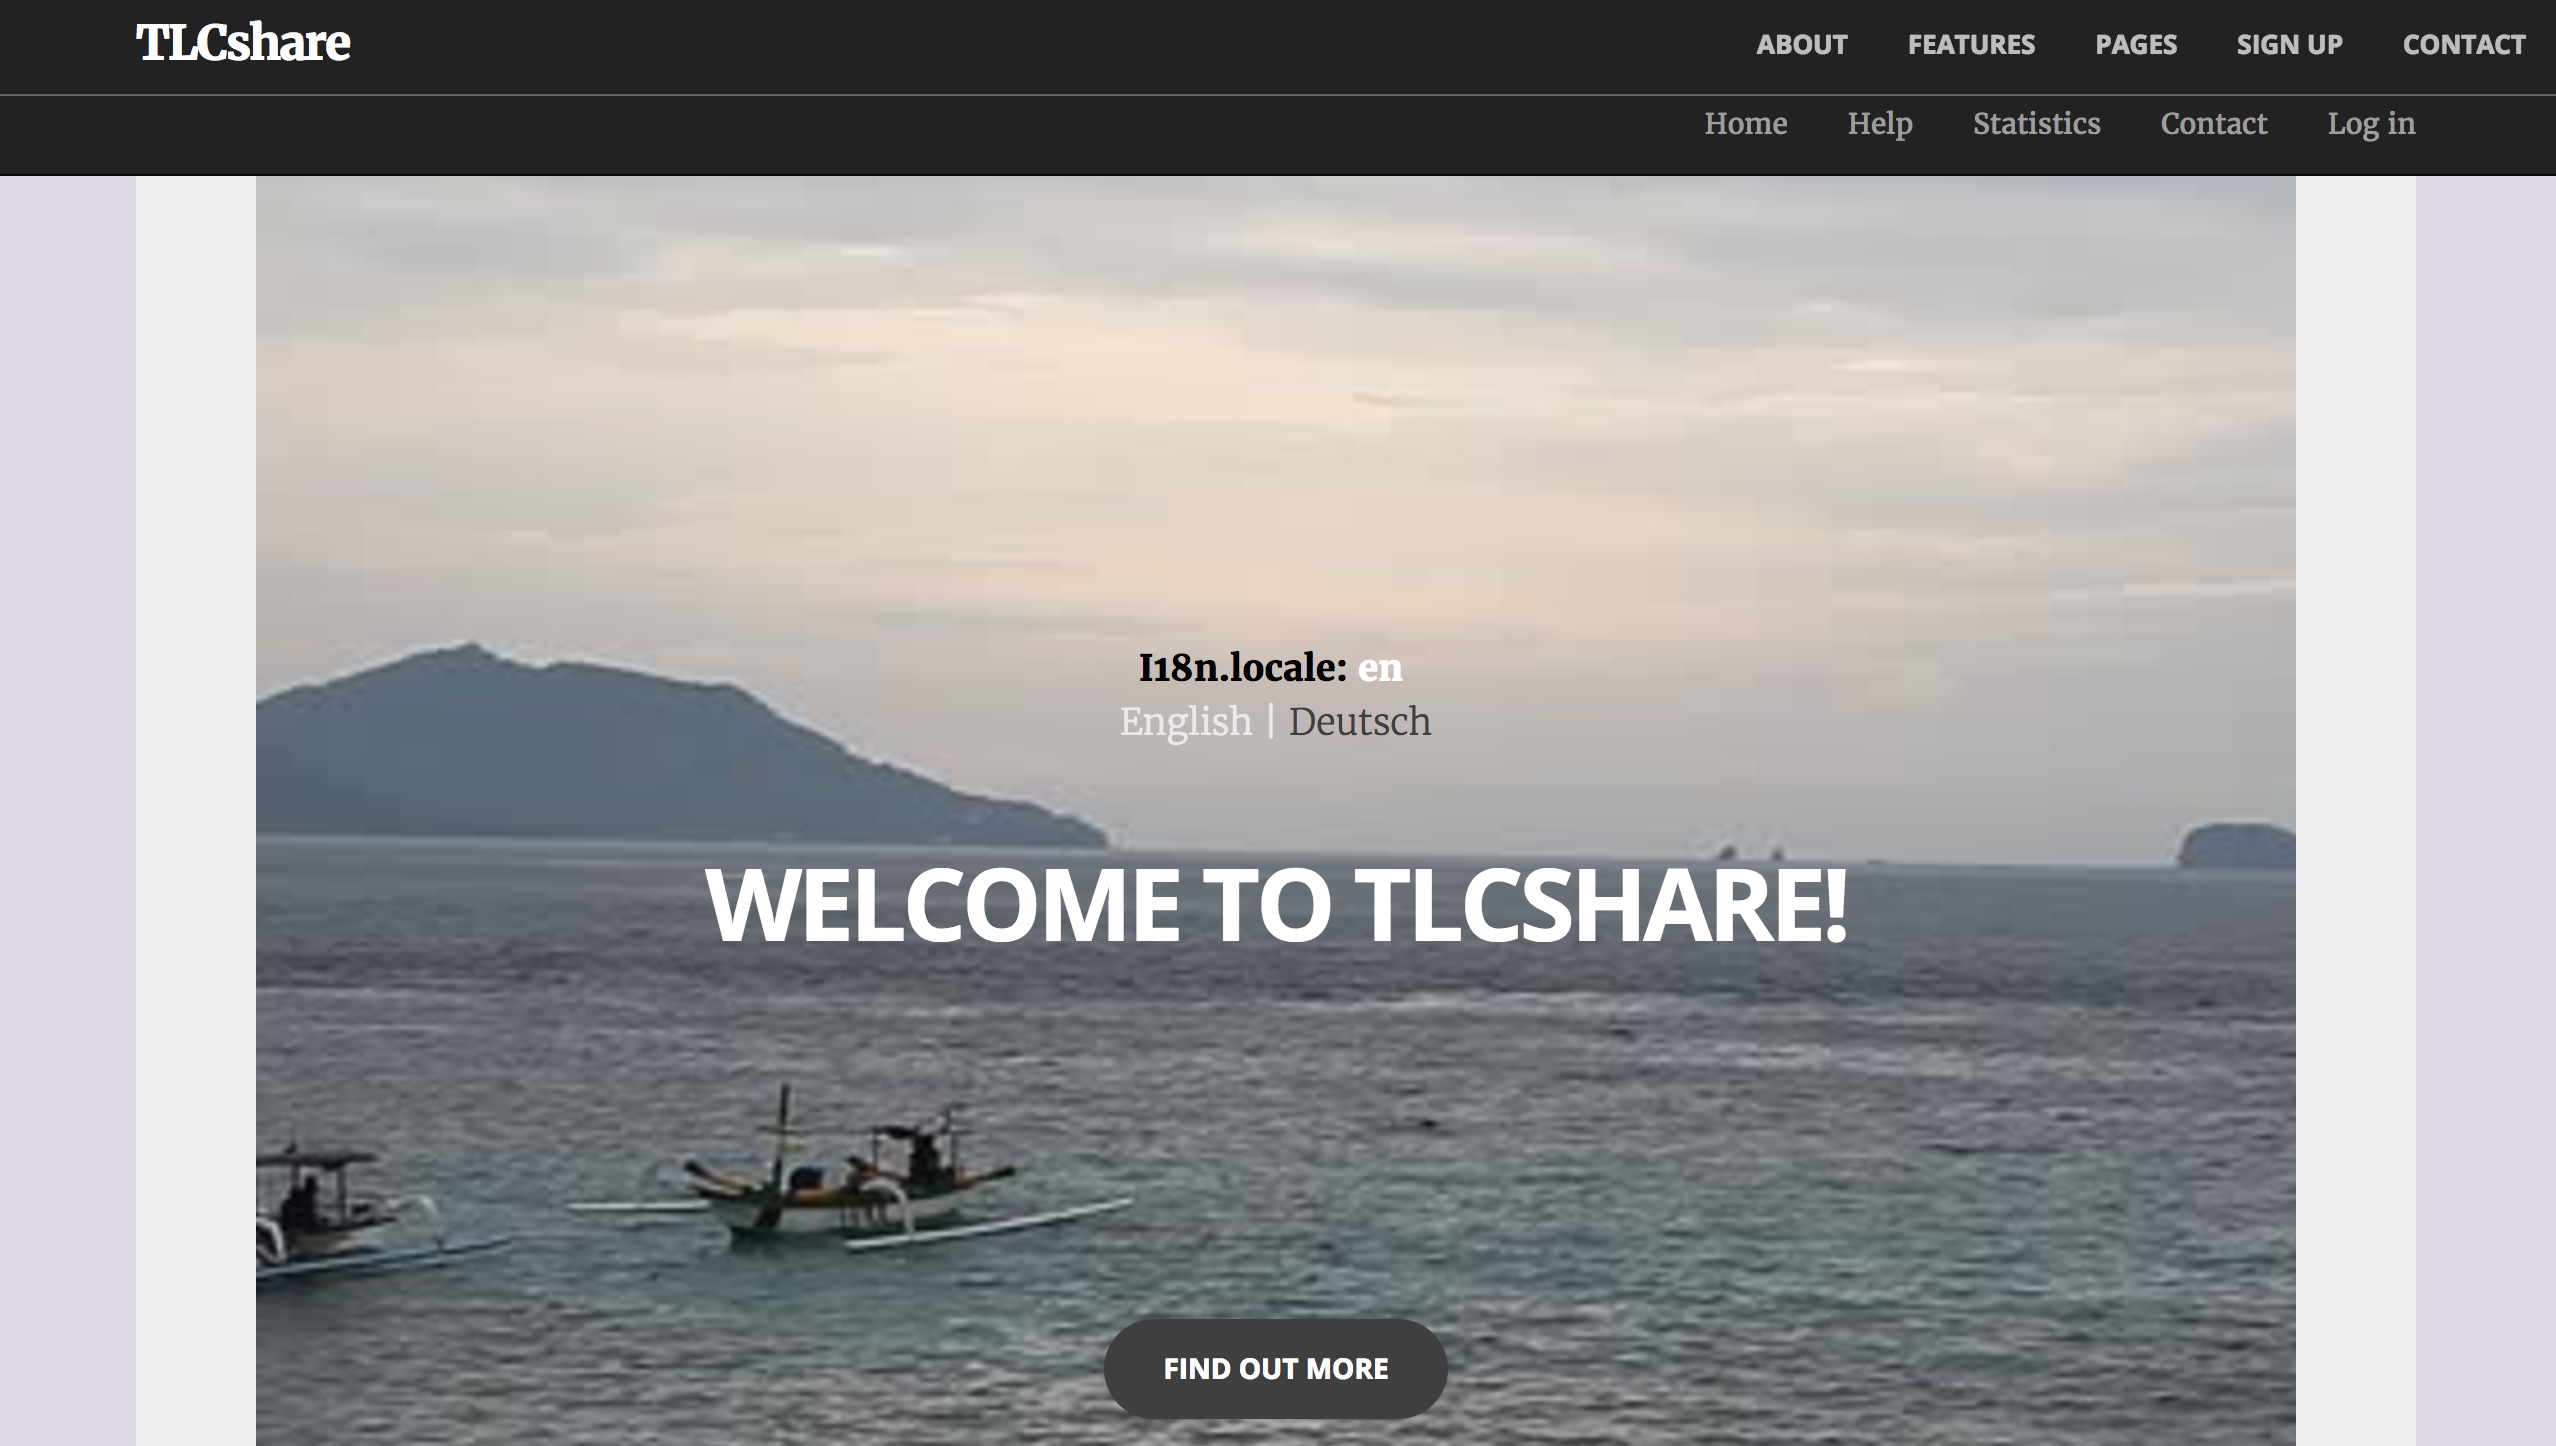 TLCshare ABOUT FEATURES PAGES SIGN UP CONTACT
Home Help Statistics Contact Log in
I18n.locale: en
English | Deutsch
WELCOME TO TLCSHARE!
FIND OUT MORE